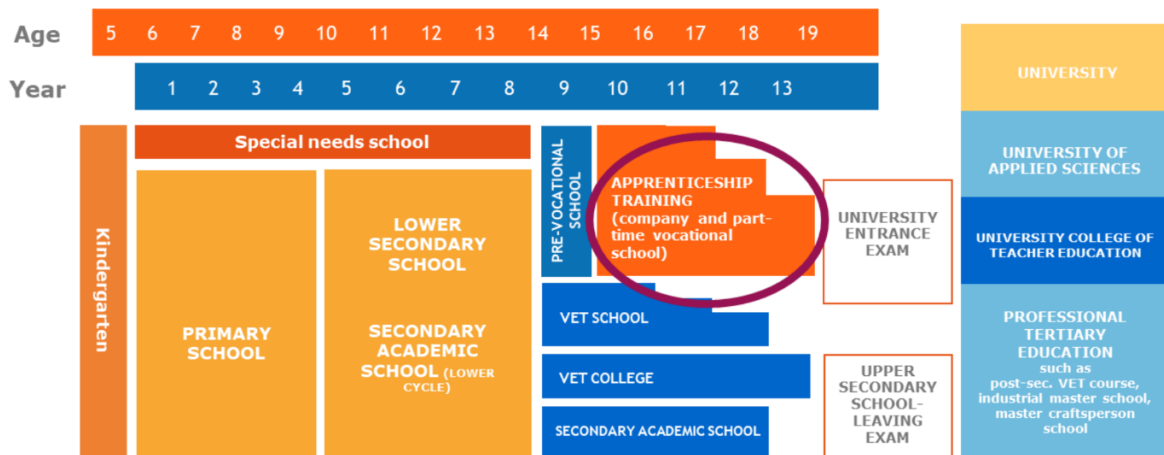 Age 5 6 7 8 9 10 11 12 13 14 15 16 17 18 19
Year 1 2 3 4 5 6 7 8 9 10 11 12 13
Kindergarten
Special needs school
PRIMARY
SCHOOL
LOWER
SECONDARY
SCHOOL
SECONDARY
ACADEMIC
SCHOOL (LOWER
CYCLE)
PRE-VOCATIONAL
SCHOOL
APPRENTICESHIP
TRAINING
(company and part-
time vocational
school)
VET SCHOOL
VET COLLEGE
SECONDARY ACADEMIC SCHOOL
UNIVERSITY
ENTRANCE
EXAM
UPPER
SECONDARY
SCHOOL-
LEAVING
EXAM
UNIVERSITY
UNIVERSITY OF
APPLIED SCIENCES
UNIVERSITY COLLEGE OF
TEACHER EDUCATION
PROFESSIONAL
TERTIARY
EDUCATION
such as
post-sec. VET course,
industrial master school,
master craftsperson
school